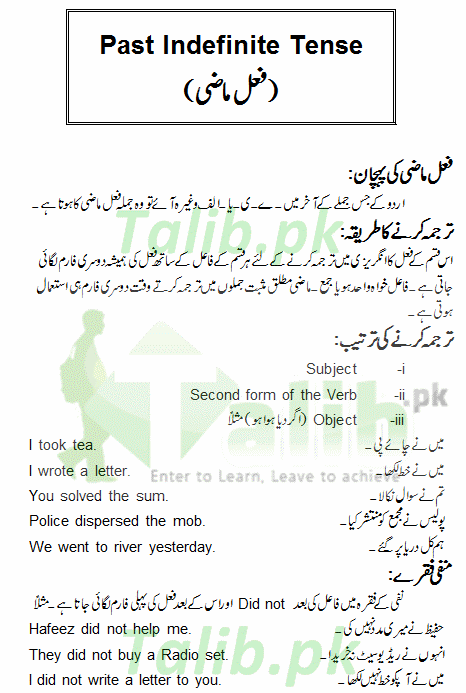 Past Indefinite Tense
(فعل ماضی)
فعل ماضی کی پہچان:
اردو کے جس جملے کے آخر میں ۔ ے ۔ ی ۔ یا ۔ الف وغیرہ آئے تو وہ جملہ فعل ماضی کا ہوتا ہے ۔
ترجمہ کرنے کا طریقہ:
اس قسم کے فعل کا انگریزی میں ترجمہ کرنے کے لئے ہر قسم کے فاعل کے ساتھ فعل کی ہمیشہ دوسری فارم لگائی
جاتی ہے ۔ فاعل خواہ واحد ہو یا جمع ۔ ماضی مطلق مثبت جملوں میں ترجمہ کرتے وقت دوسری فارم ہی استعمال
ہوتی ہے ۔
ترجمہ کرنے کی ترتیب:
-i Subject
-ii Second form of the Verb
-iii Object (اگر دیا ہوا ہو) مثلاً
I took tea. میں نے چائے پی ۔
I wrote a letter. میں نے خط لکھا ۔
You solved the sum. تم نے سوال نکالا ۔
Police dispersed the mob. پولیس نے مجمع کو منتشر کیا ۔
We went to river yesterday. ہم کل دریا پر گئے ۔
منفی فقرے:
نفی کے فقرہ میں فاعل کی بعد Did not اور اس کے بعد فعل کی پہلی فارم لگائی جاتا ہے ۔ مثلاً
Hafeez did not help me. حفیظ نے میری مدد نہیں کی ۔
They did not buy a Radio set. انہوں نے ریڈیو سیٹ نہ خریدا ۔
I did not write a letter to you. میں نے آپکو خط نہیں لکھا ۔
Talib.pk
Talib.pk
Enter to Learn, Leave to achieve
Talib.pk